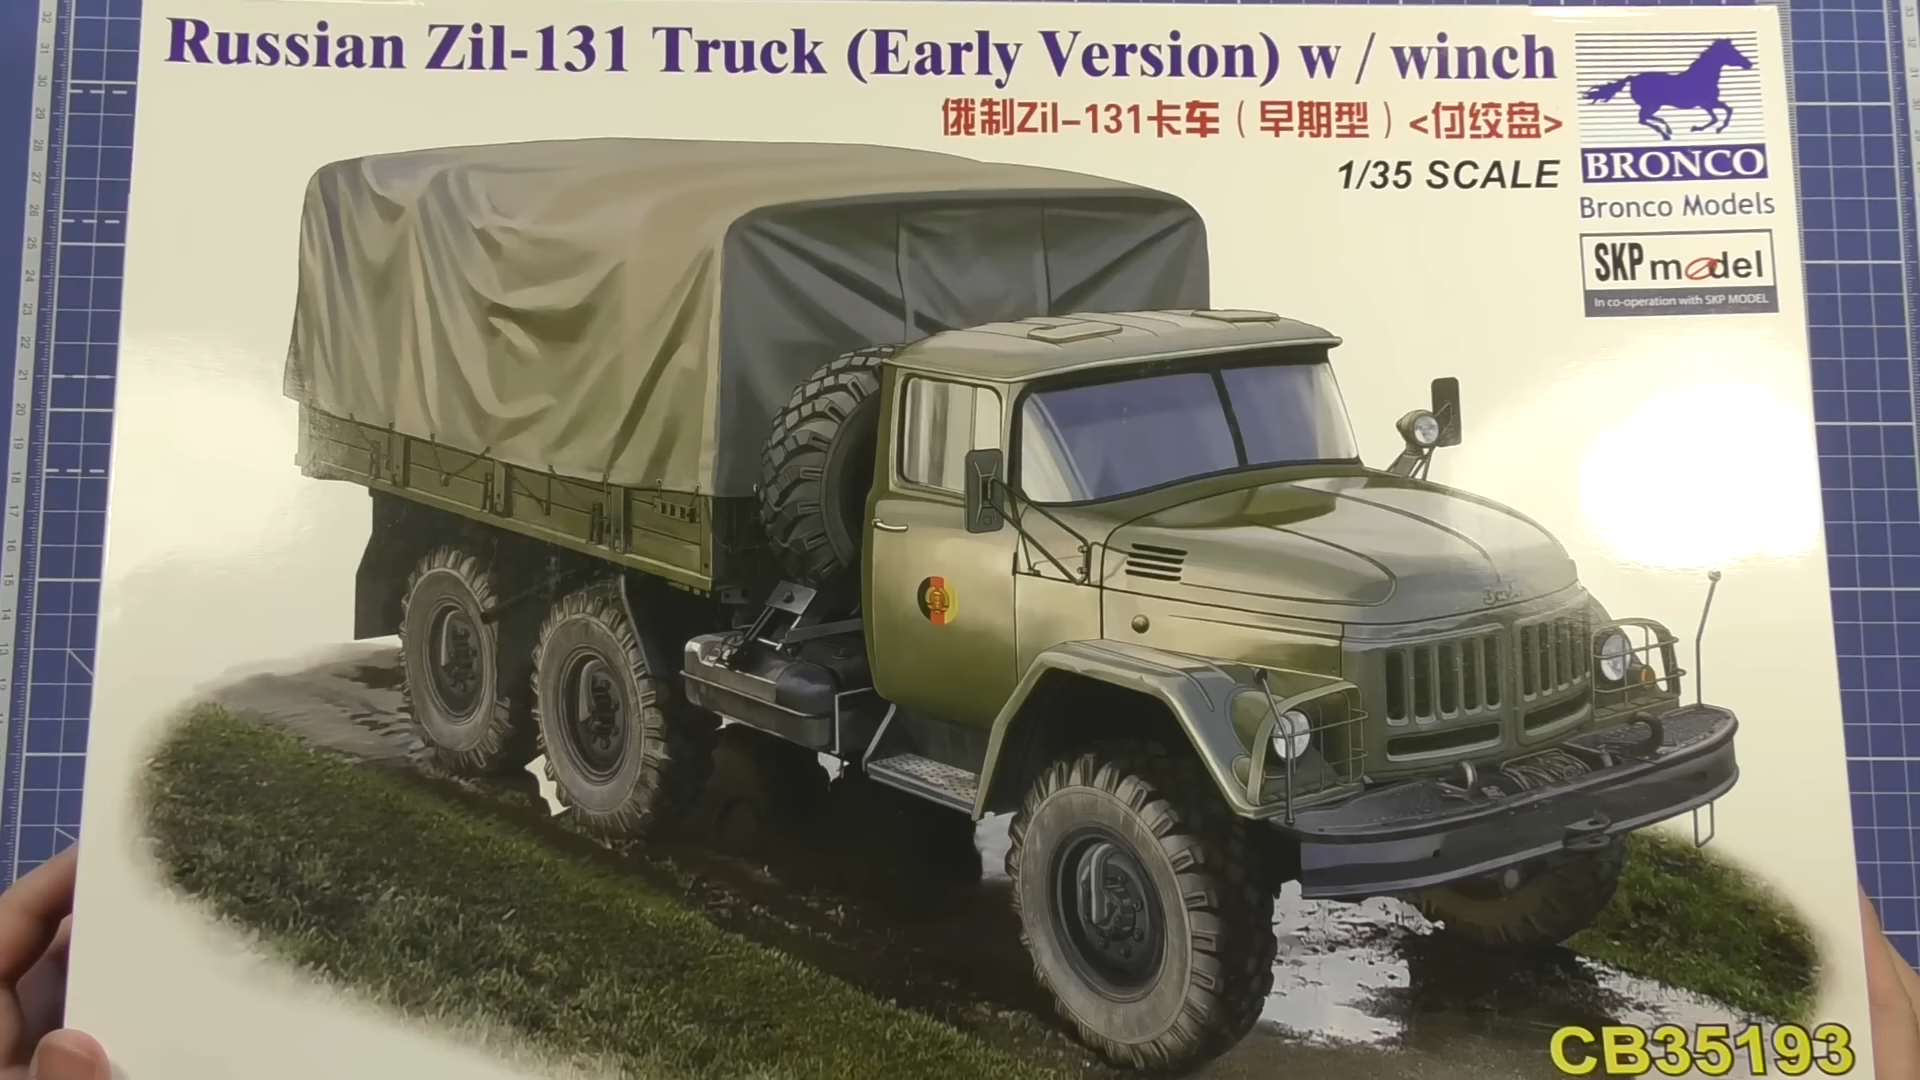 Russian Zil-131 Truck (Early Version) w / winch
俄制Zil-131卡车（早期型）<付绞盘>
1/35 SCALE
BRONCO
Bronco Models
SKP model
In co-operation with SKP MODEL
CB35193